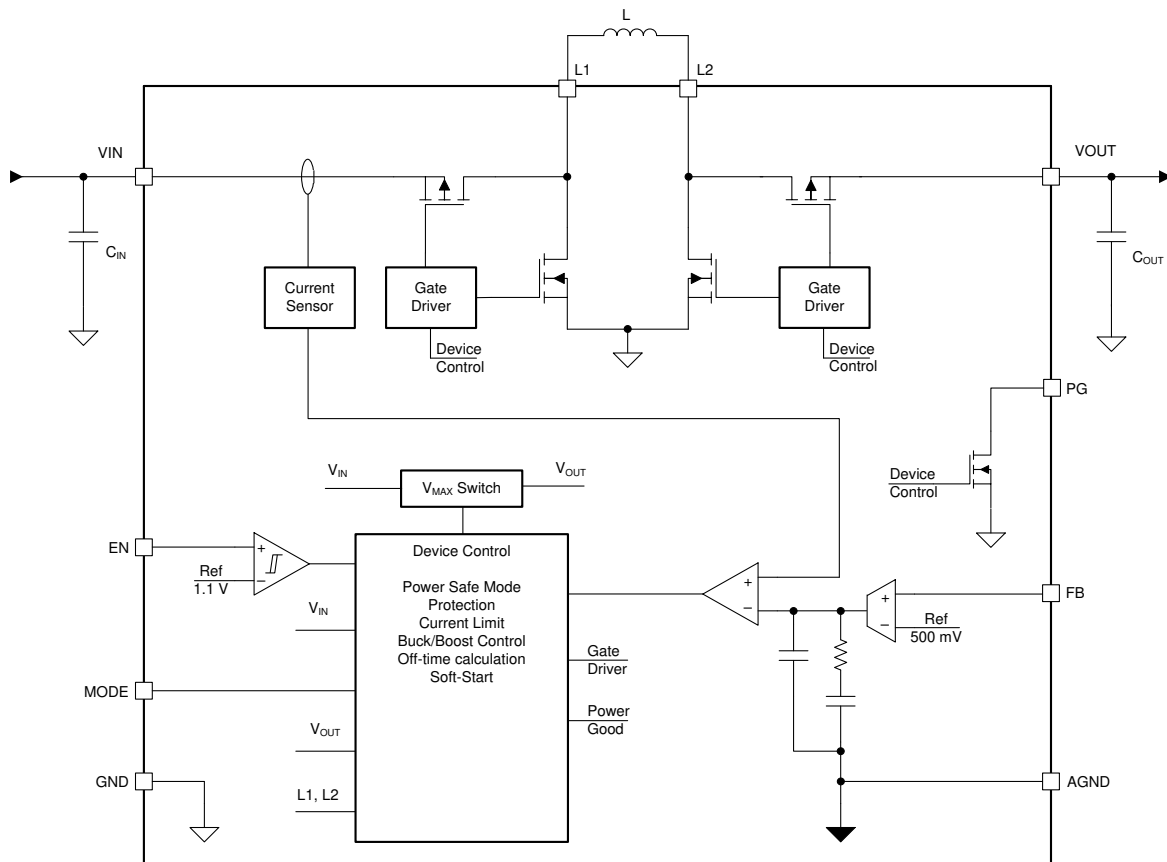 L
L1
L2
VIN
VOUT
CIN
COUT
Current
Sensor
Gate
Driver
Gate
Driver
Device
Control
Device
Control
PG
Device
Control
VIN
VMAX Switch
VOUT
EN
+
−
Ref
1.1 V
Device Control
Power Safe Mode
Protection
Current Limit
Buck/Boost Control
Off-time calculation
Soft-Start
VIN
MODE
VOUT
GND
L1, L2
Gate
Driver
Power
Good
+
−
+
−
Ref
500 mV
FB
AGND